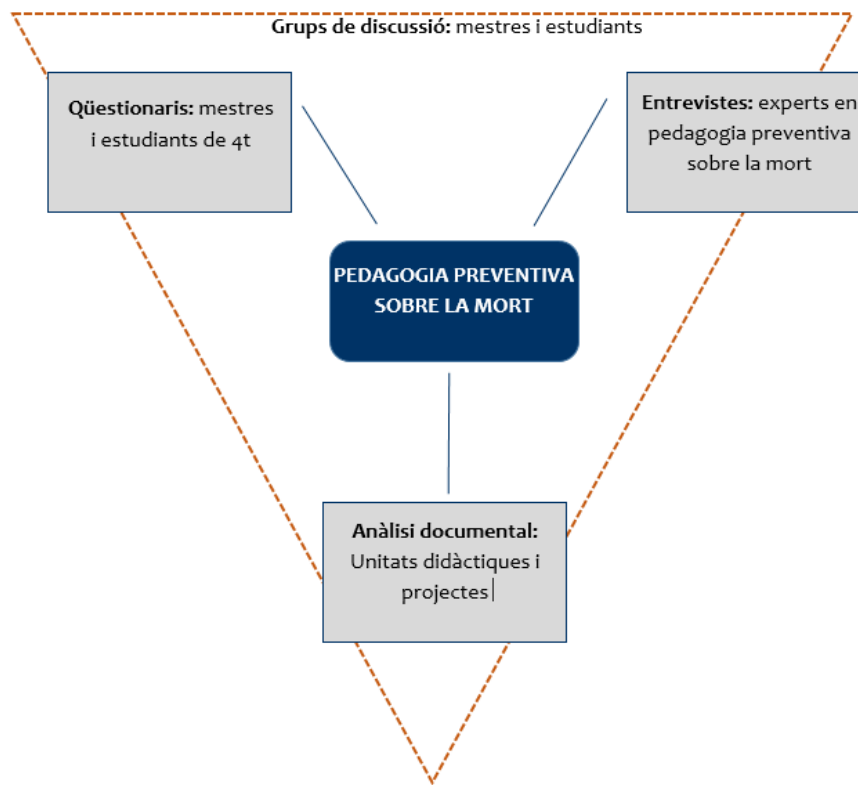 Grups de discussió: mestres i estudiants
Qüestionaris: mestres
i estudiants de 4t
Entrevistes: experts en
pedagogia preventiva
sobre la mort
PEDAGOGIA PREVENTIVA
SOBRE LA MORT
Anàlisi documental:
Unitats didàctiques i
projectes